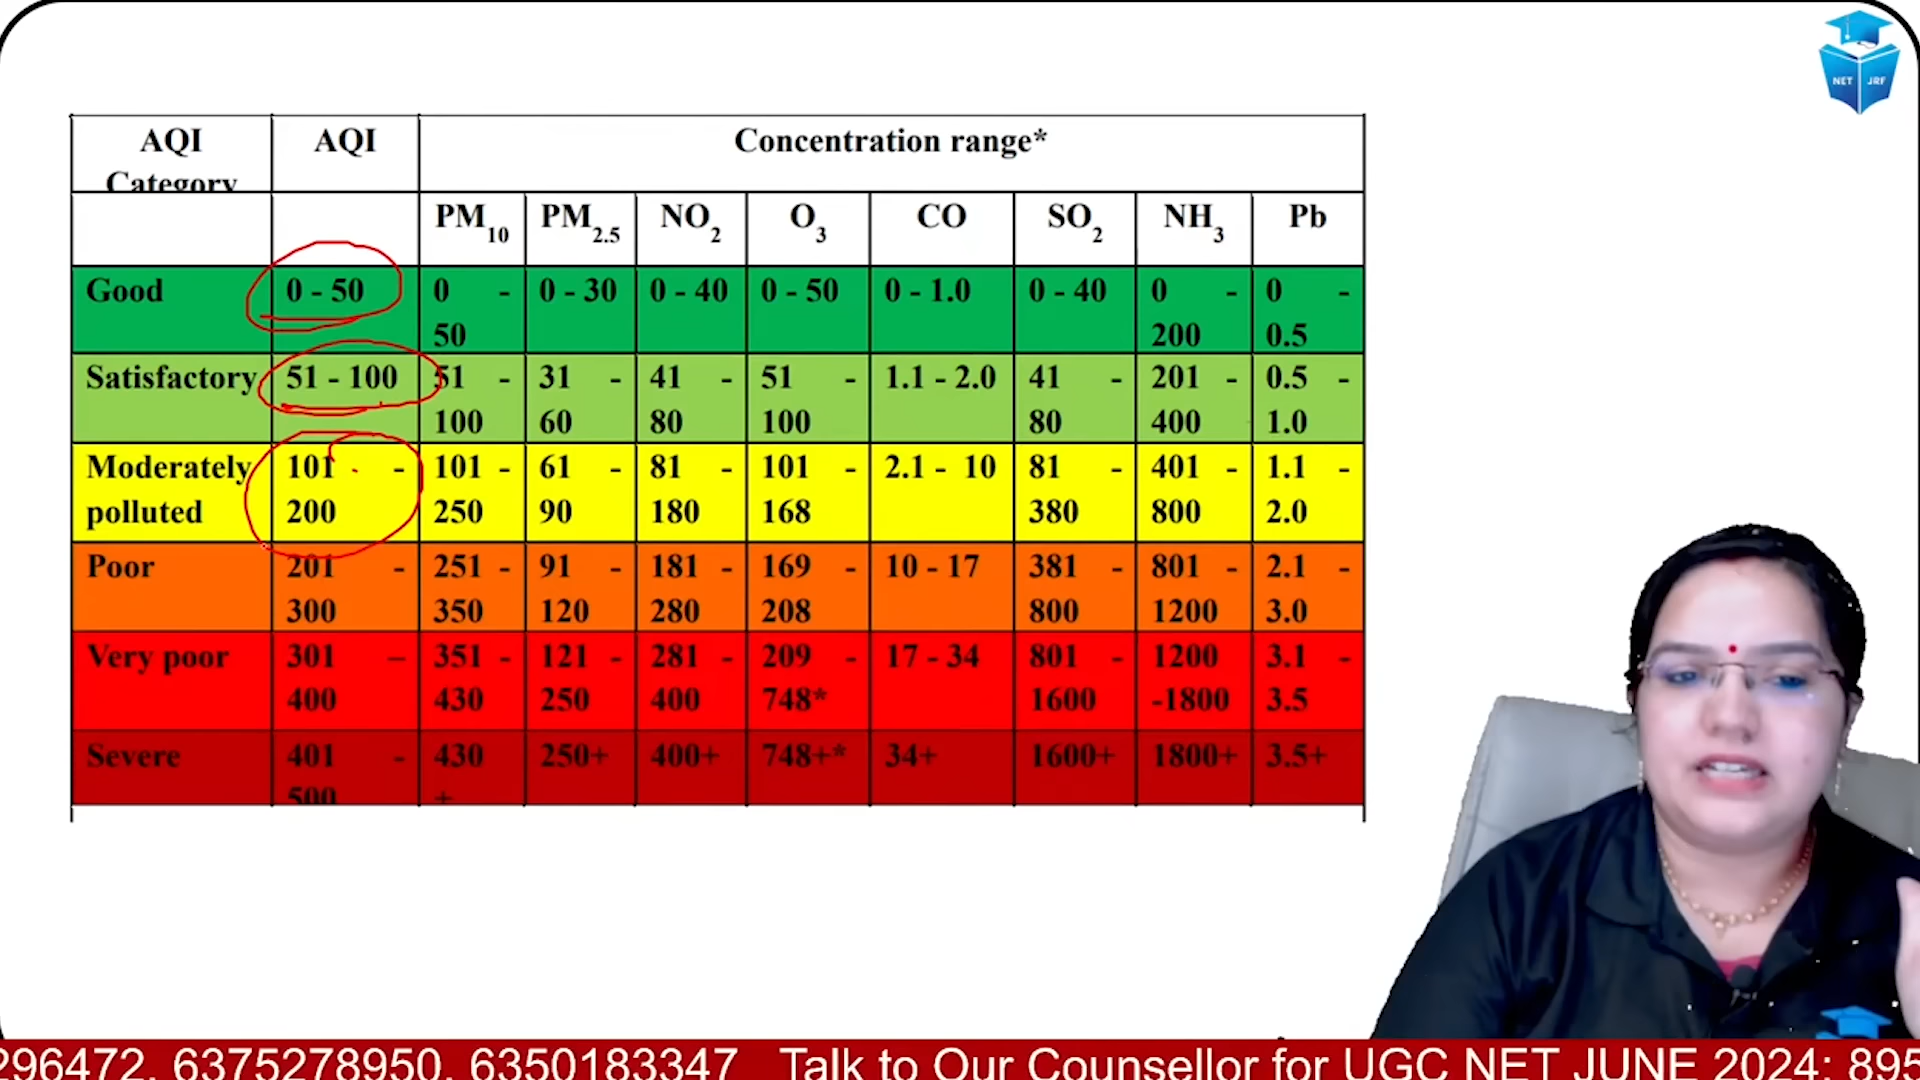 NET JRF
AQI Category AQI Concentration range*
PM10 PM2.5 NO2 O3 CO SO2 NH3 Pb
Good 0 - 50 0 - 50 0 - 30 0 - 40 0 - 50 0 - 1.0 0 - 40 0 - 200 0 - 0.5
Satisfactory 51 - 100 51 - 100 31 - 60 41 - 80 51 - 100 1.1 - 2.0 41 - 80 201 - 400 0.5 - 1.0
Moderately polluted 101 - 200 101 - 250 61 - 90 81 - 180 101 - 168 2.1 - 10 81 - 380 401 - 800 1.1 - 2.0
Poor 201 - 300 251 - 350 91 - 120 181 - 280 169 - 208 10 - 17 381 - 800 801 - 1200 2.1 - 3.0
Very poor 301 – 400 351 - 430 121 - 250 281 - 400 209 - 748* 17 - 34 801 - 1600 1200 -1800 3.1 - 3.5
Severe 401 - 500 430 + 250+ 400+ 748+* 34+ 1600+ 1800+ 3.5+
296472, 6375278950, 6350183347 Talk to Our Counsellor for UGC NET JUNE 2024: 895